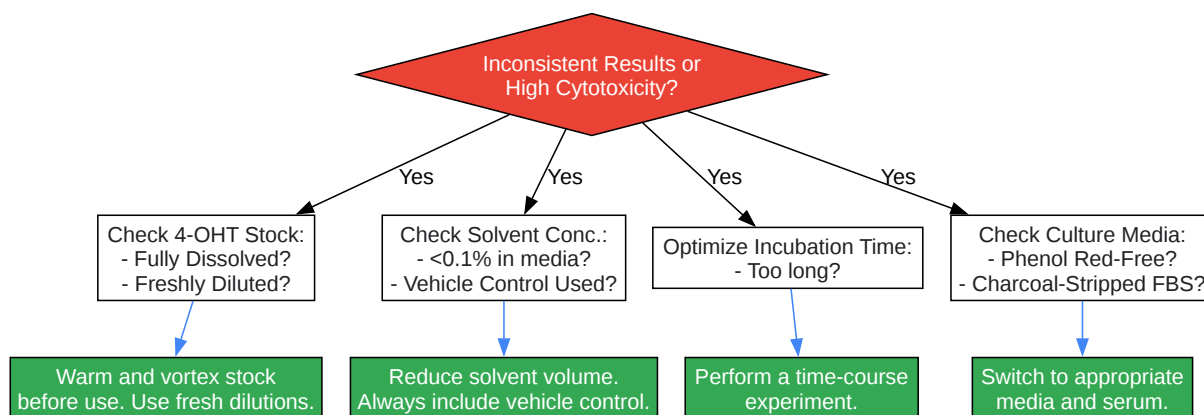 Inconsistent Results or
High Cytotoxicity?
Yes
Yes
Yes
Yes
Check 4-OHT Stock:
- Fully Dissolved?
- Freshly Diluted?
Check Solvent Conc.:
- <0.1% in media?
- Vehicle Control Used?
Optimize Incubation Time:
- Too long?
Check Culture Media:
- Phenol Red-Free?
- Charcoal-Stripped FBS?
Warm and vortex stock
before use. Use fresh dilutions.
Reduce solvent volume.
Always include vehicle control.
Perform a time-course
experiment.
Switch to appropriate
media and serum.